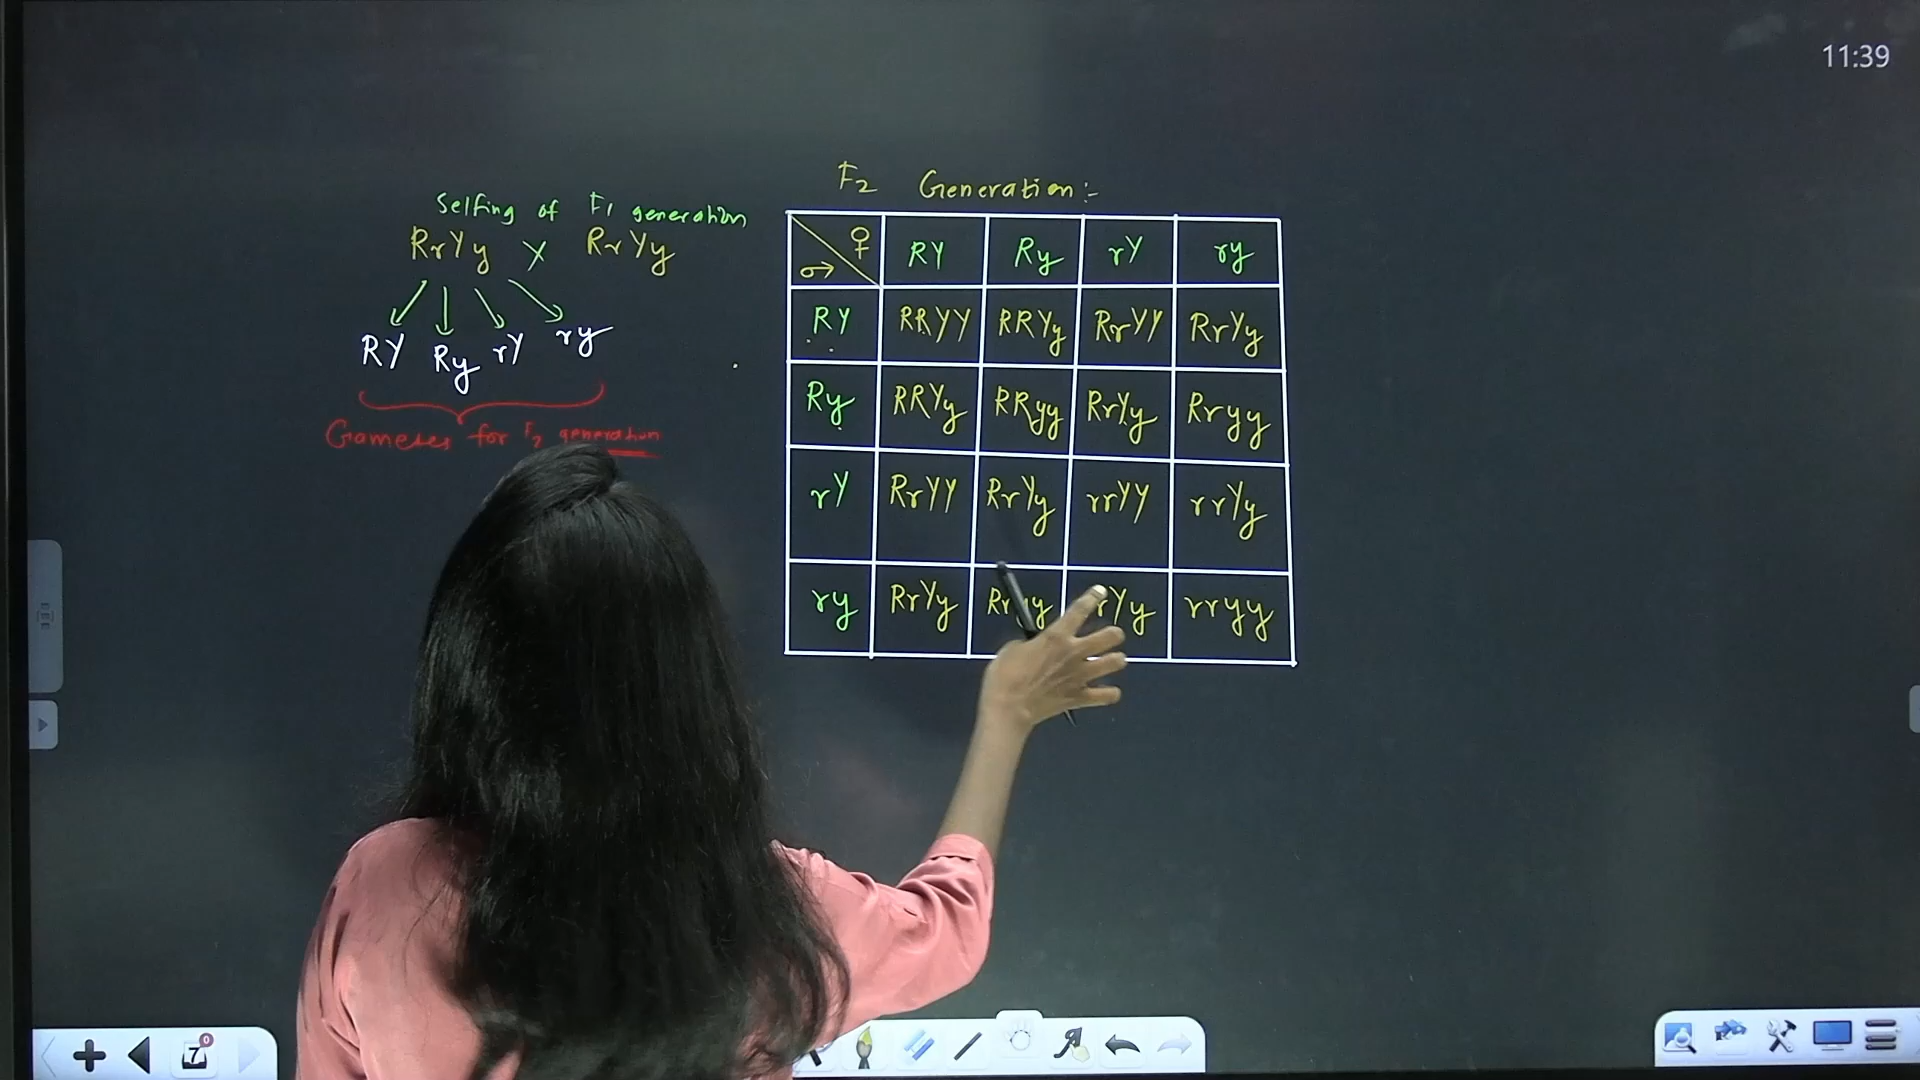 11:39
Selfing of F1 generation
RrYy X RrYy
RY Ry rY ry
Gametes for F2 generation
F2 Generation:-
♀ RY Ry rY ry
♂
RY RRYY RRYy RrYY RrYy
Ry RRYy RRyy RrYy Rryy
rY RrYY RrYy rrYY rrYy
ry RrYy rryy
7
0